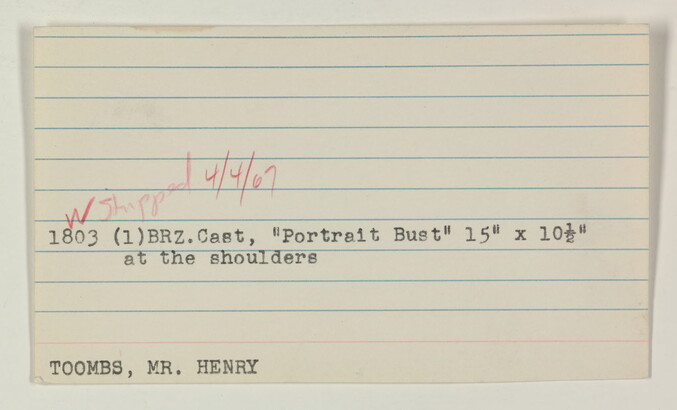 W Shipped 4/4/67
1803 (1)BRZ.Cast, "Portrait Bust" 15" x 10½"
at the shoulders
TOOMBS, MR. HENRY